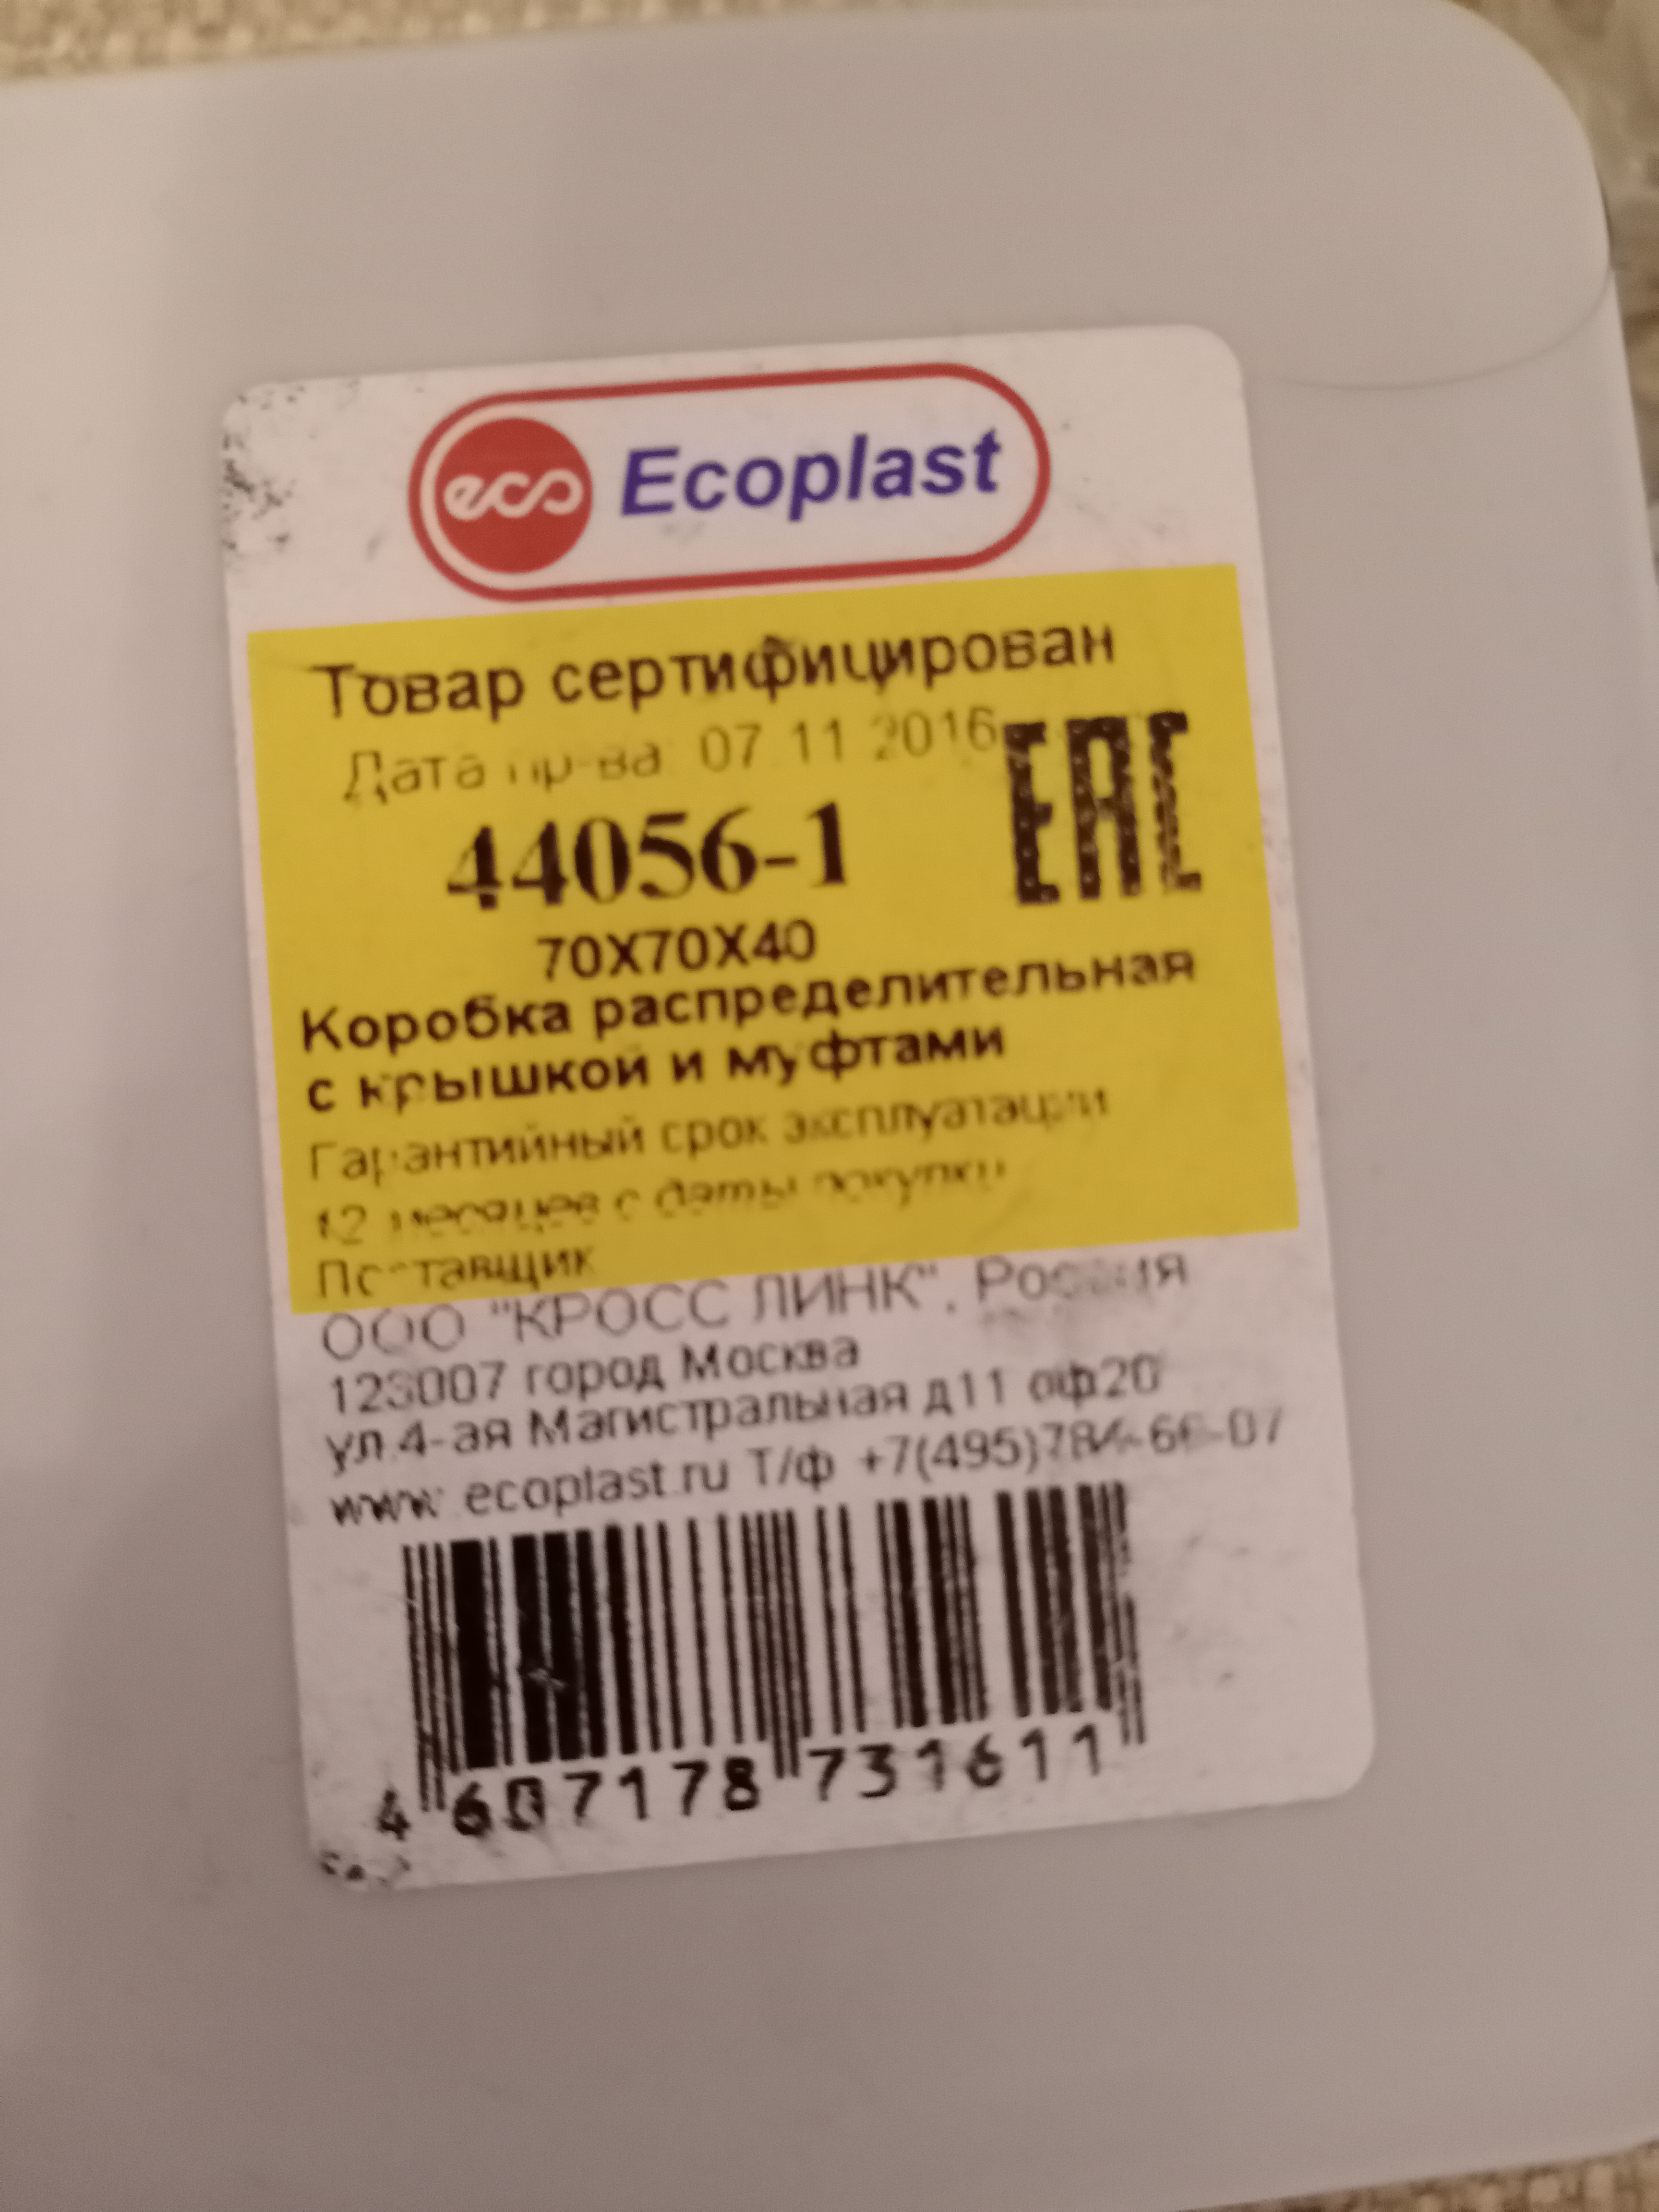 eco Ecoplast
Товар сертифицирован
Дата пр-ва: 07.11.2016
EAC
44056-1
70X70X40
Коробка распределительная
с крышкой и муфтами
Гарантийный срок эксплуатации
12 месяцев с даты покупки
Поставщик
ООО "КРОСС ЛИНК", Россия
123007 город Москва
ул.4-ая Магистральная д11 оф20
www.ecoplast.ru Т/ф +7(495)784-66-07
4 607178 731611